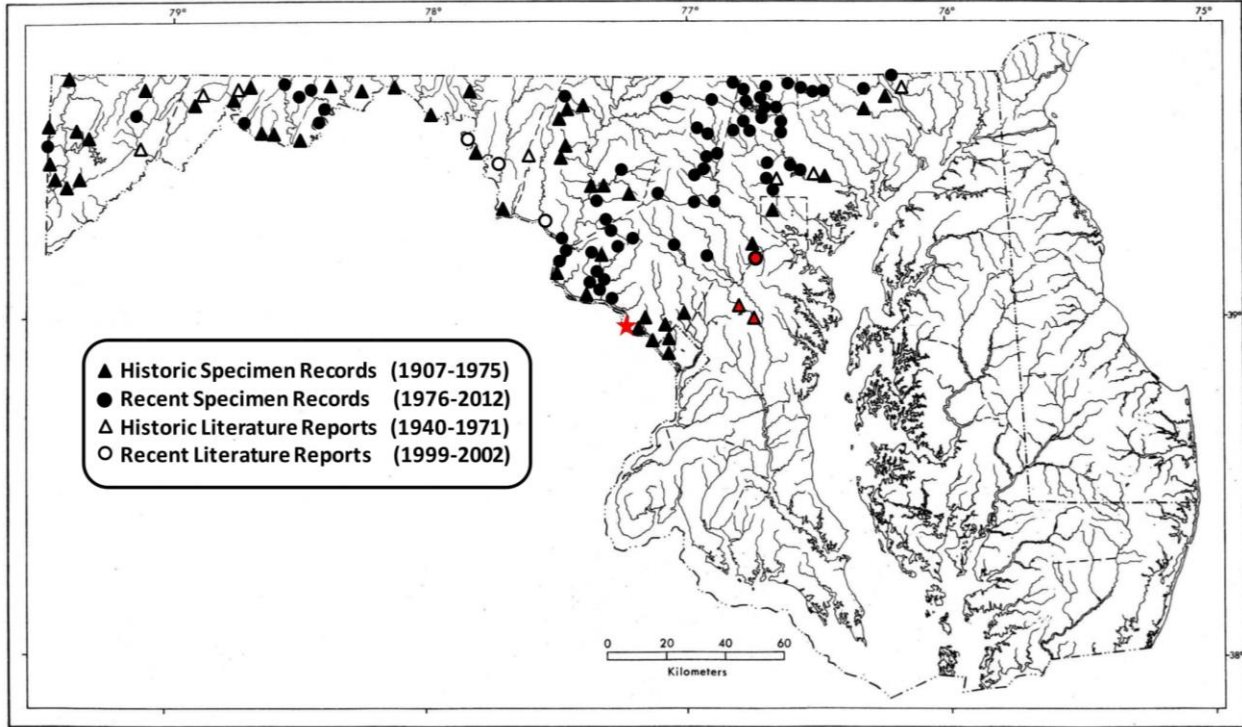 79° 78° 77° 76° 75°
39°
▲ Historic Specimen Records (1907-1975)
● Recent Specimen Records (1976-2012)
△ Historic Literature Reports (1940-1971)
○ Recent Literature Reports (1999-2002)
0 20 40 60
Kilometers
38°